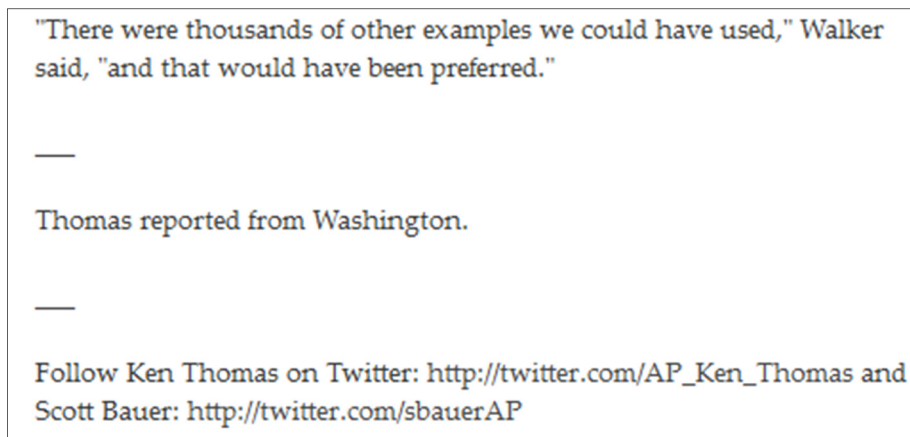 "There were thousands of other examples we could have used," Walker
said, "and that would have been preferred."
___
Thomas reported from Washington.
___
Follow Ken Thomas on Twitter: http://twitter.com/AP_Ken_Thomas and
Scott Bauer: http://twitter.com/sbauerAP